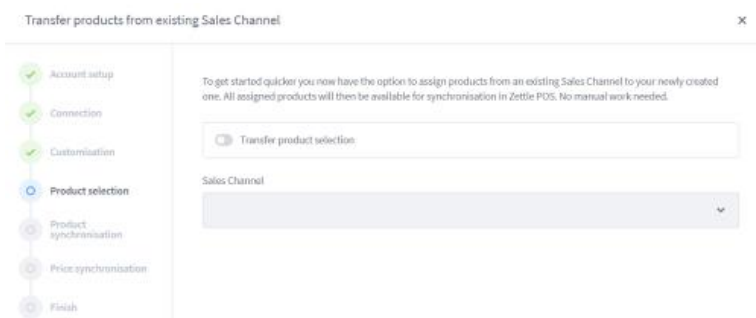 Transfer products from existing Sales Channel
Account setup
Connection
Customisation
Product selection
Product
synchronisation
Price synchronisation
Finish
To get started quicker you now have the option to assign products from an existing Sales Channel to your newly created
one. All assigned products will then be available for synchronisation in Zettle POS. No manual work needed.
Transfer product selection
Sales Channel